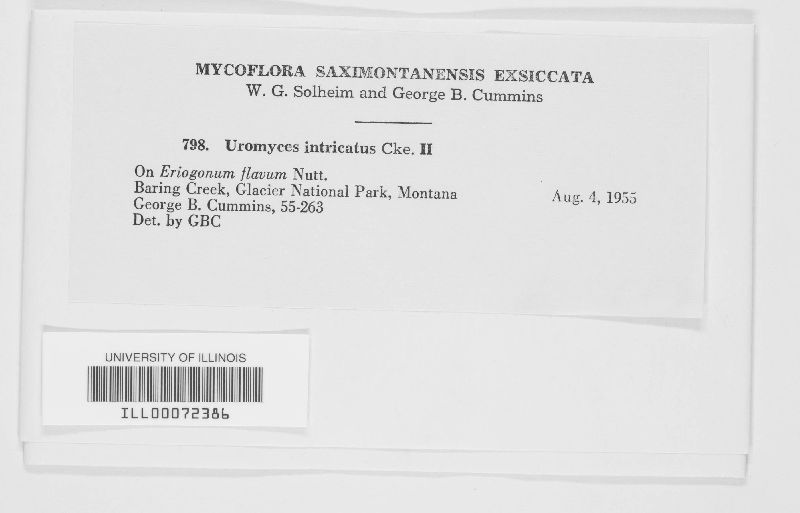 MYCOFLORA SAXIMONTANENSIS EXSICCATA
W. G. Solheim and George B. Cummins
798. Uromyces intricatus Cke. II
On Eriogonum flavum Nutt.
Baring Creek, Glacier National Park, Montana Aug. 4, 1955
George B. Cummins, 55-263
Det. by GBC
UNIVERSITY OF ILLINOIS
ILL00072386